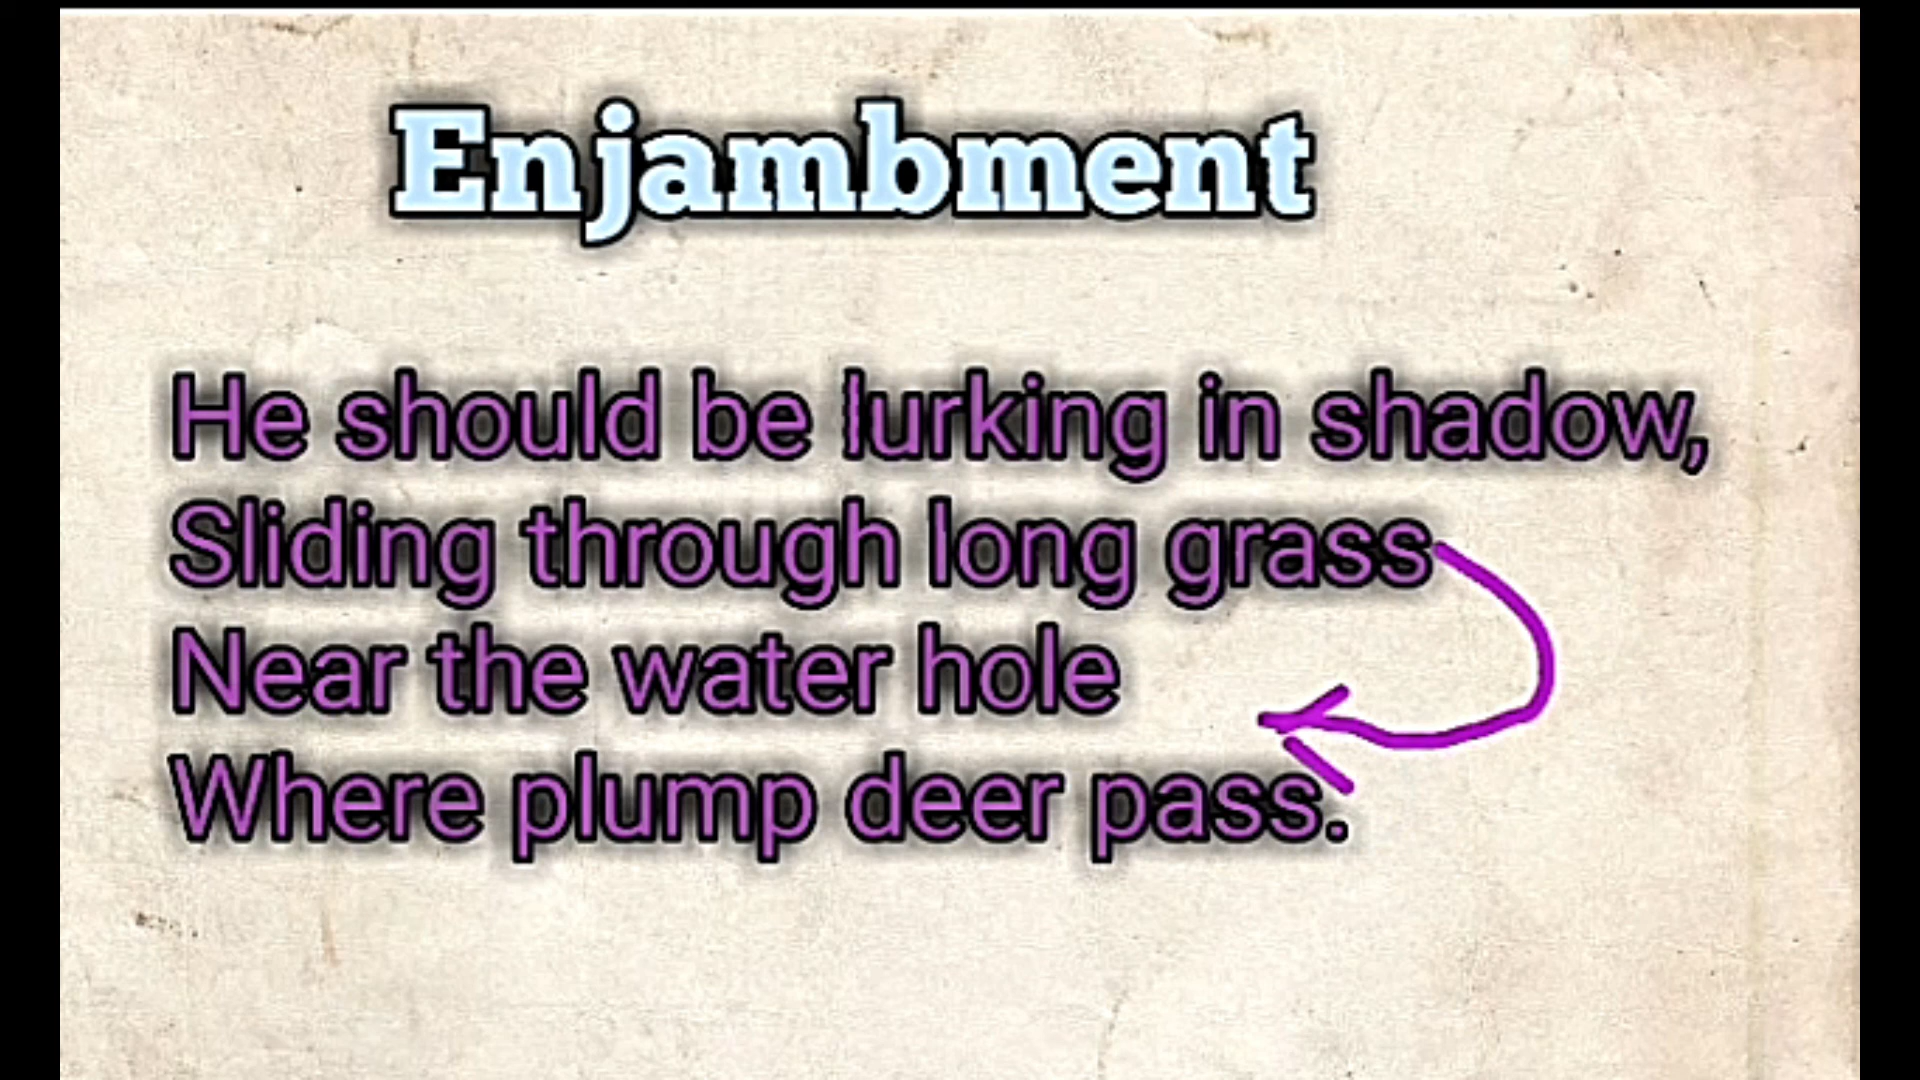 Enjambment
He should be lurking in shadow,
Sliding through long grass
Near the water hole
Where plump deer pass.